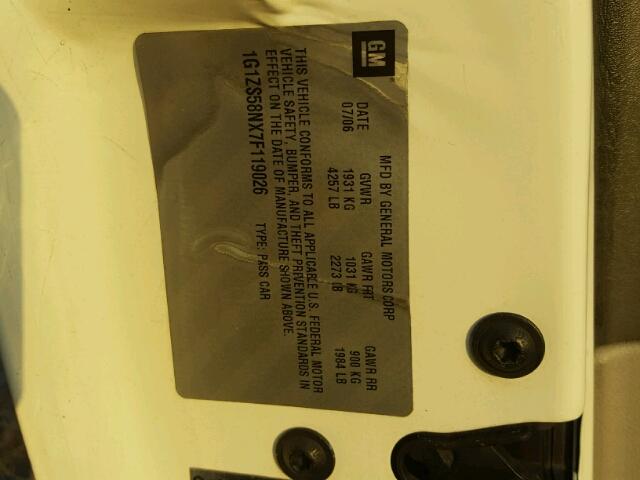 GM
MFD BY GENERAL MOTORS CORP
DATE GVWR GAWR FRT GAWR RR
07/06 1931 KG 1031 KG 900 KG
4257 LB 2273 LB 1984 LB
THIS VEHICLE CONFORMS TO ALL APPLICABLE U.S. FEDERAL MOTOR
VEHICLE SAFETY, BUMPER, AND THEFT PREVENTION STANDARDS IN
EFFECT ON THE DATE OF MANUFACTURE SHOWN ABOVE.
1G1ZS58NX7F119026 TYPE: PASS CAR